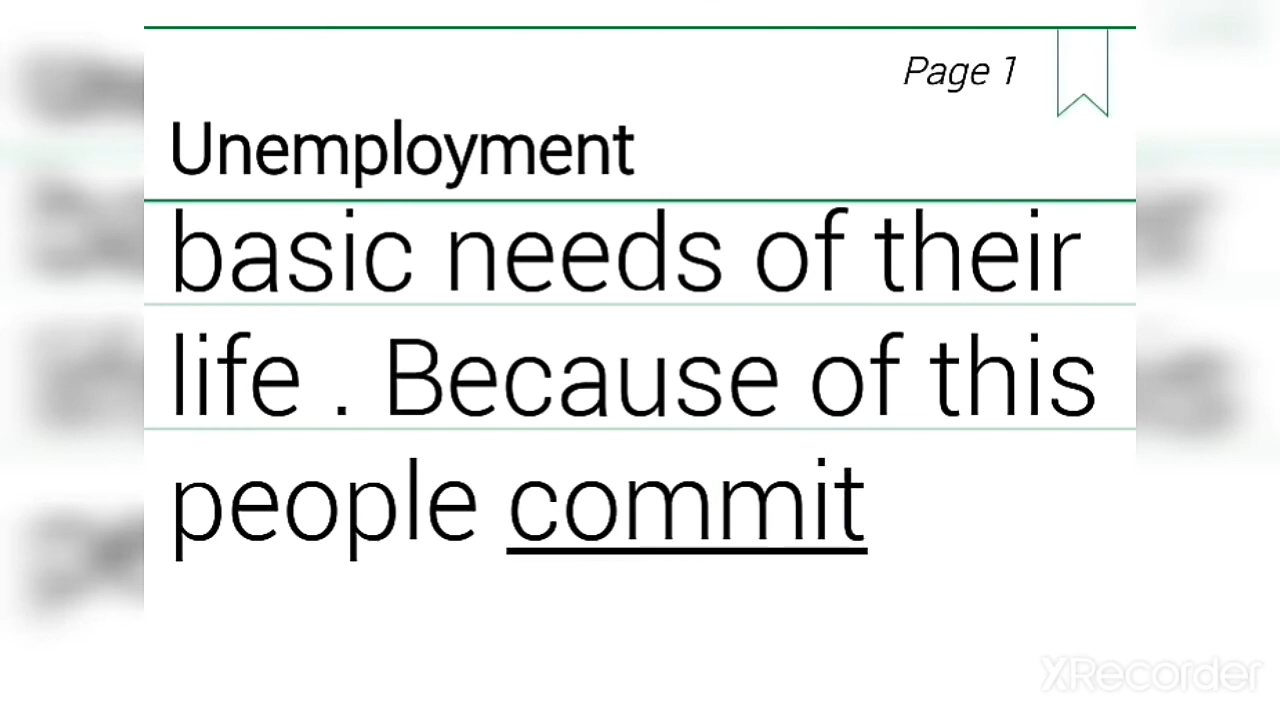 Page 1
Unemployment
basic needs of their
life . Because of this
people commit
XRecorder